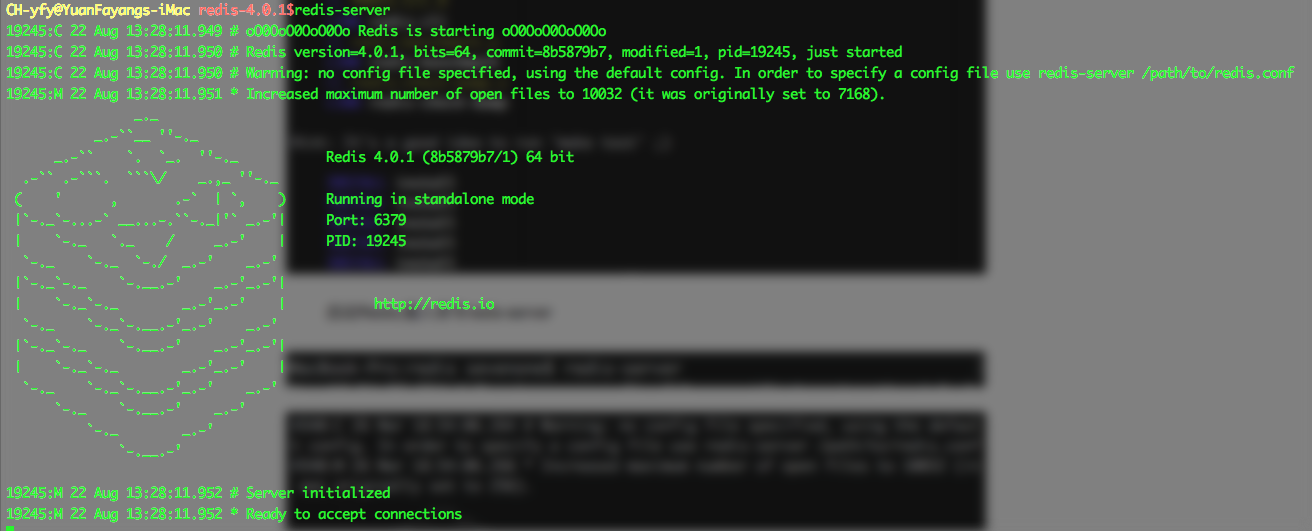 CH-yfy@YuanFayangs-iMac redis-4.0.1$redis-server
19245:C 22 Aug 13:28:11.949 # oO0OoO0OoO0Oo Redis is starting oO0OoO0OoO0Oo
19245:C 22 Aug 13:28:11.950 # Redis version=4.0.1, bits=64, commit=8b5879b7, modified=1, pid=19245, just started
19245:C 22 Aug 13:28:11.950 # Warning: no config file specified, using the default config. In order to specify a config file use redis-server /path/to/redis.conf
19245:M 22 Aug 13:28:11.951 * Increased maximum number of open files to 10032 (it was originally set to 7168).
Redis 4.0.1 (8b5879b7/1) 64 bit
Running in standalone mode
Port: 6379
PID: 19245
http://redis.io
19245:M 22 Aug 13:28:11.952 # Server initialized
19245:M 22 Aug 13:28:11.952 * Ready to accept connections